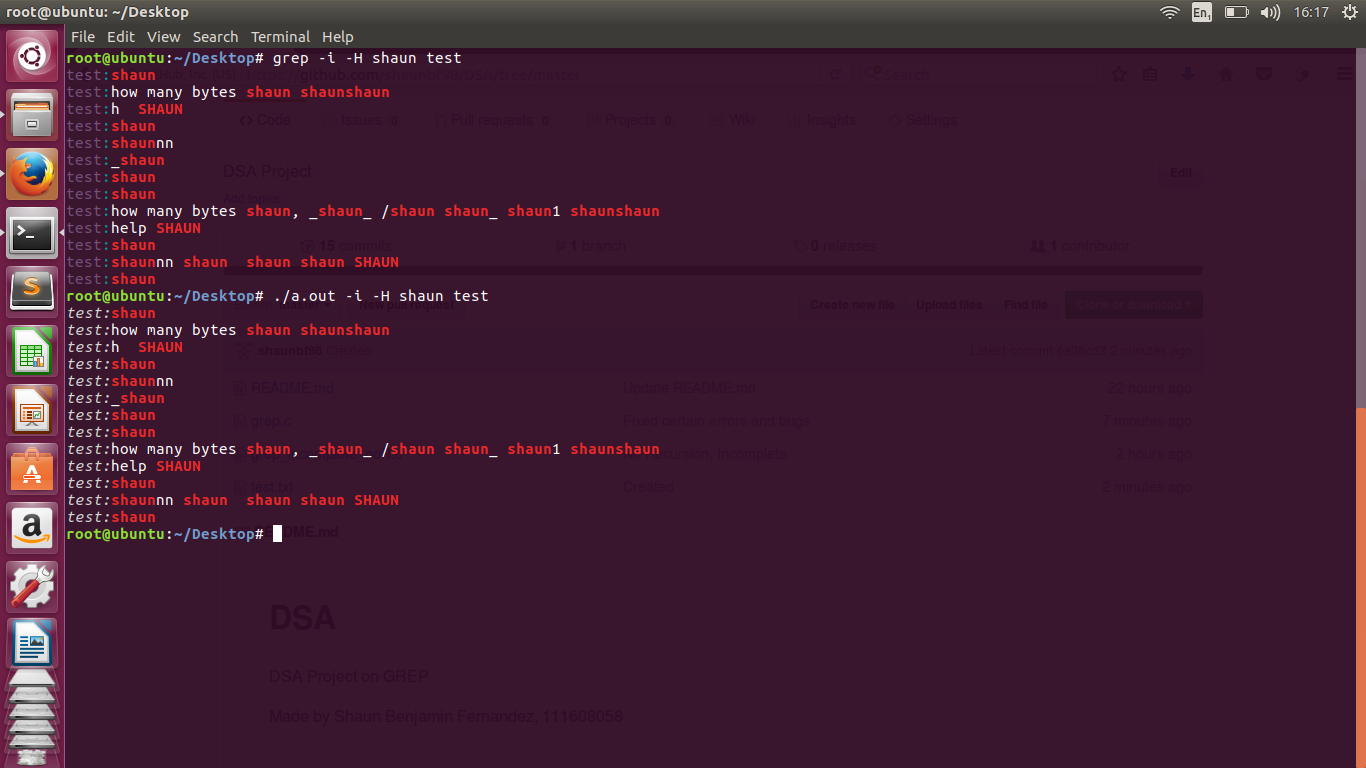 root@ubuntu: ~/Desktop
En1
16:17
File Edit View Search Terminal Help
root@ubuntu:~/Desktop# grep -i -H shaun test
test:shaun
test:how many bytes shaun shaunshaun
test:h  SHAUN
test:shaun
test:shaunnn
test:_shaun
test:shaun
test:shaun
test:how many bytes shaun, _shaun_ /shaun shaun_ shaun1 shaunshaun
test:help SHAUN
test:shaun
test:shaunnn shaun  shaun shaun SHAUN
test:shaun
root@ubuntu:~/Desktop# ./a.out -i -H shaun test
test:shaun
test:how many bytes shaun shaunshaun
test:h  SHAUN
test:shaun
test:shaunnn
test:_shaun
test:shaun
test:shaun
test:how many bytes shaun, _shaun_ /shaun shaun_ shaun1 shaunshaun
test:help SHAUN
test:shaun
test:shaunnn shaun  shaun shaun SHAUN
test:shaun
root@ubuntu:~/Desktop#
Search
Code Issues 0 Pull requests 0 Projects 0 Wiki Insights Settings
DSA Project
Edit
15 commits 1 branch 0 releases 1 contributor
Create new file Upload files Find file Clone or download
README.md Update README.md 22 hours ago
grep.c Fixed certain errors and bugs 7 minutes ago
Incomplete 2 hours ago
test.txt Created 2 minutes ago
DSA
DSA Project on GREP
Made by Shaun Benjamin Fernandez, 111608058